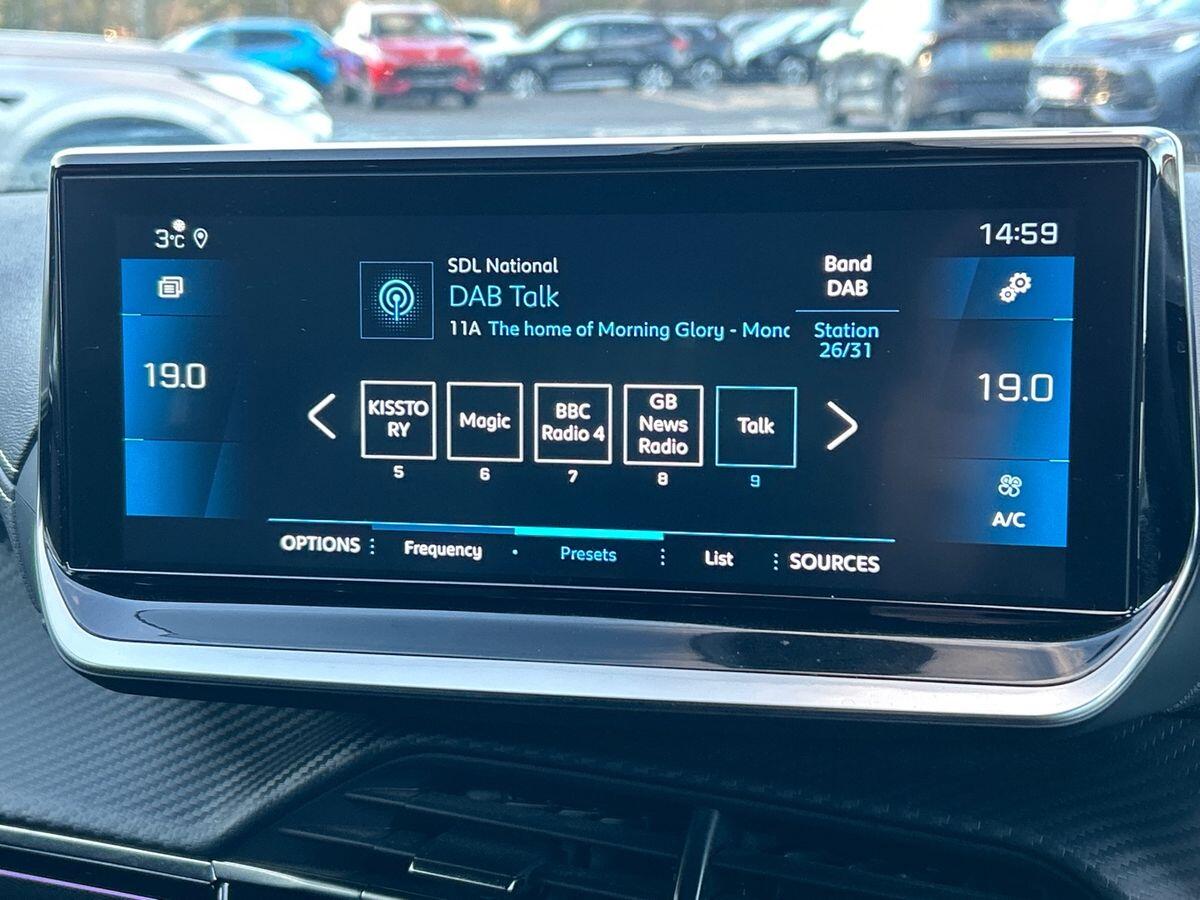 3°C
14:59
SDL National
DAB Talk
11A The home of Morning Glory - Monc
Band
DAB
Station
26/31
19.0
19.0
KISSTO
RY
5
Magic
6
BBC
Radio 4
7
GB
News
Radio
8
Talk
9
A/C
OPTIONS
Frequency
Presets
List
SOURCES